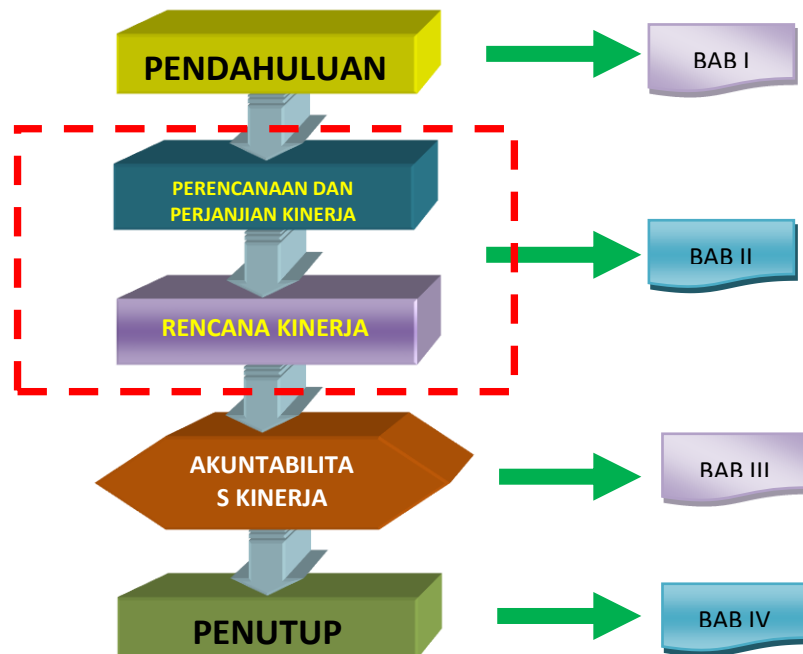 PENDAHULUAN
BAB I
PERENCANAAN DAN
PERJANJIAN KINERJA
BAB II
RENCANA KINERJA
AKUNTABILITA
S KINERJA
BAB III
PENUTUP
BAB IV